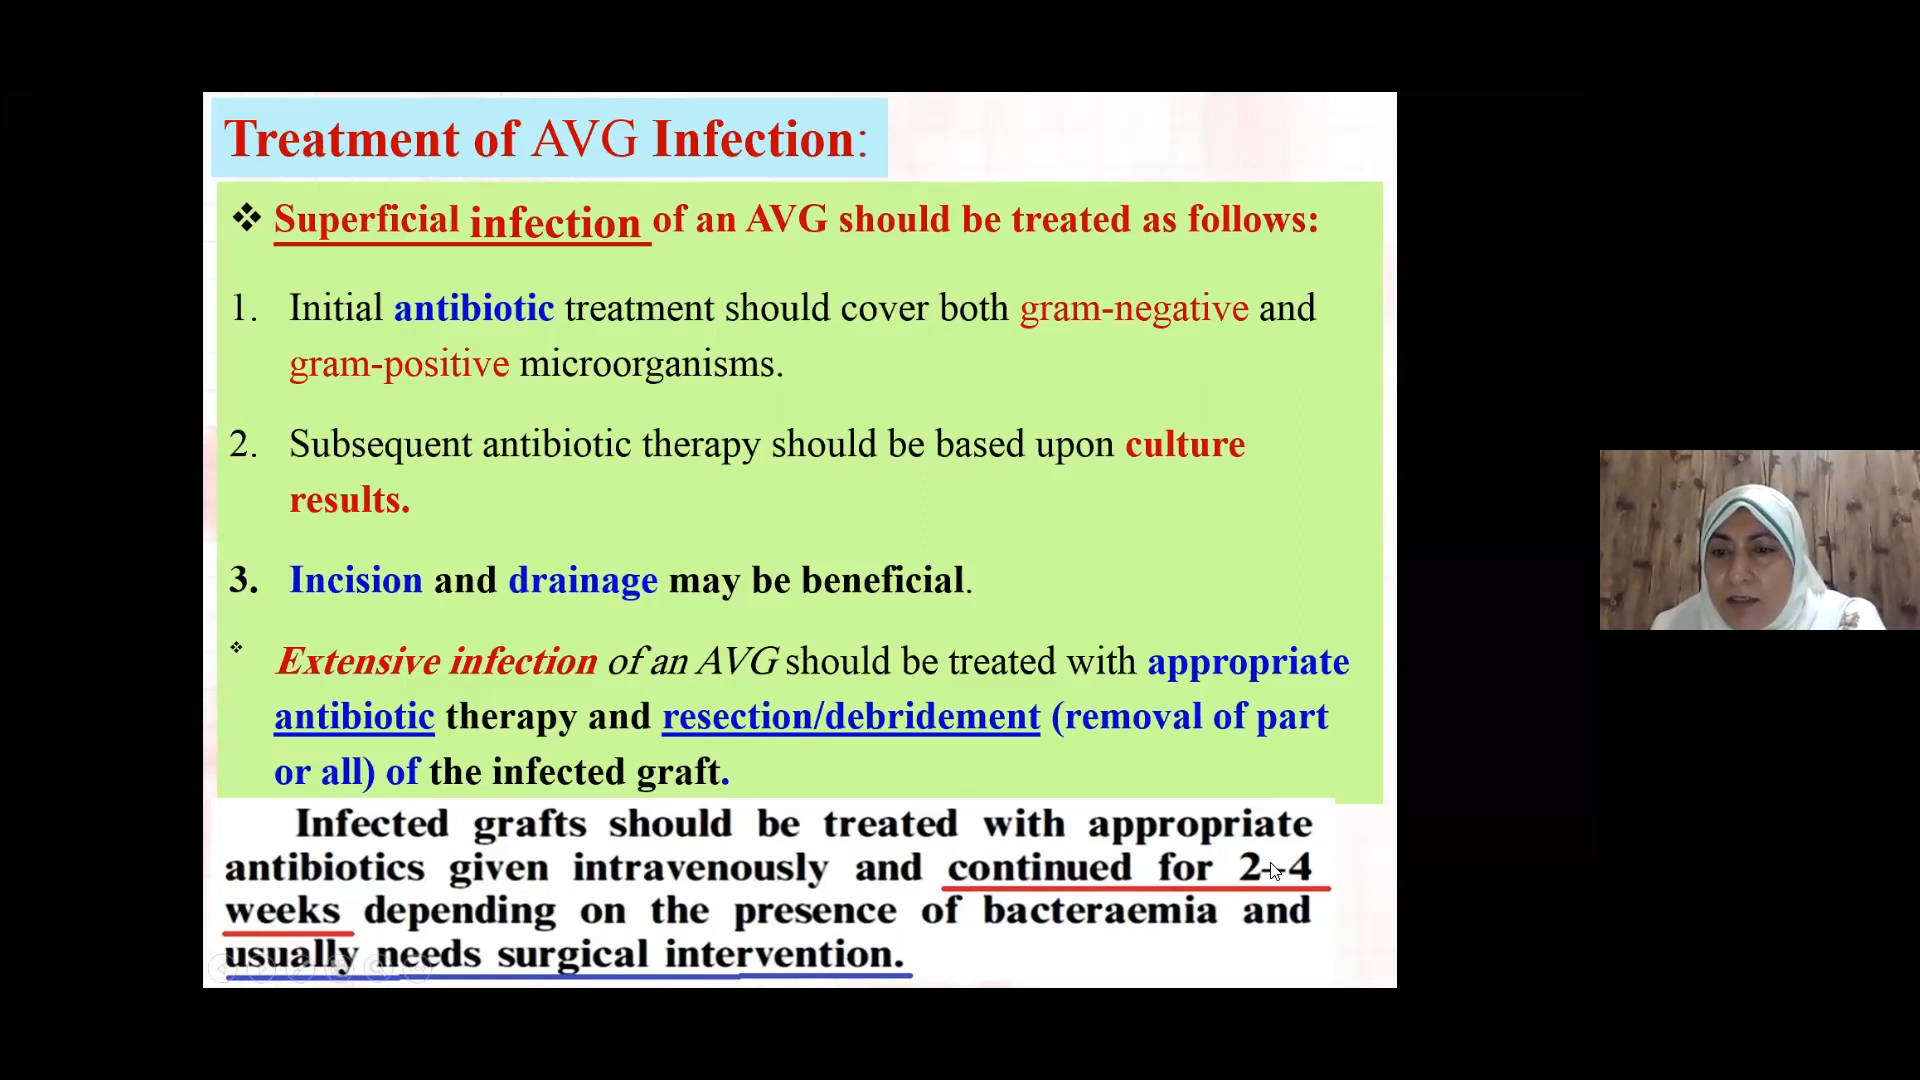 Treatment of AVG Infection:
❖ Superficial infection of an AVG should be treated as follows:
1. Initial antibiotic treatment should cover both gram-negative and
gram-positive microorganisms.
2. Subsequent antibiotic therapy should be based upon culture
results.
3. Incision and drainage may be beneficial.
❖ Extensive infection of an AVG should be treated with appropriate
antibiotic therapy and resection/debridement (removal of part
or all) of the infected graft.
Infected grafts should be treated with appropriate
antibiotics given intravenously and continued for 2–4
weeks depending on the presence of bacteraemia and
usually needs surgical intervention.